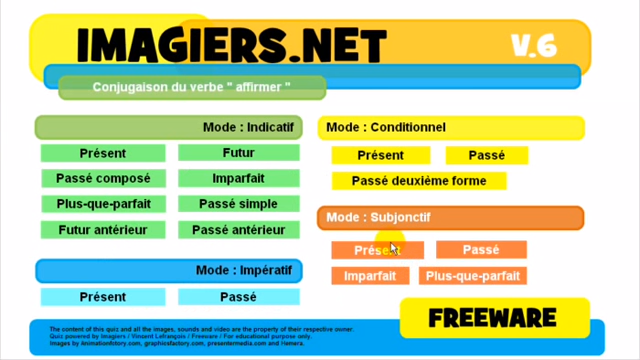 IMAGIERS.NET
V.6
Conjugaison du verbe " affirmer "
Mode : Indicatif
Présent
Futur
Passé composé
Imparfait
Plus-que-parfait
Passé simple
Futur antérieur
Passé antérieur
Mode : Impératif
Présent
Passé
Mode : Conditionnel
Présent
Passé
Passé deuxième forme
Mode : Subjonctif
Présent
Passé
Imparfait
Plus-que-parfait
FREEWARE
The content of this quiz and all the images, sounds and video are the property of their respective owner.
Quiz powered by Imagiers / Vincent Lefrançois / Freeware / For educational purpose only.
Images by Animationfctory.com, graphicsfactory.com, presentermedia.com and Hemera.